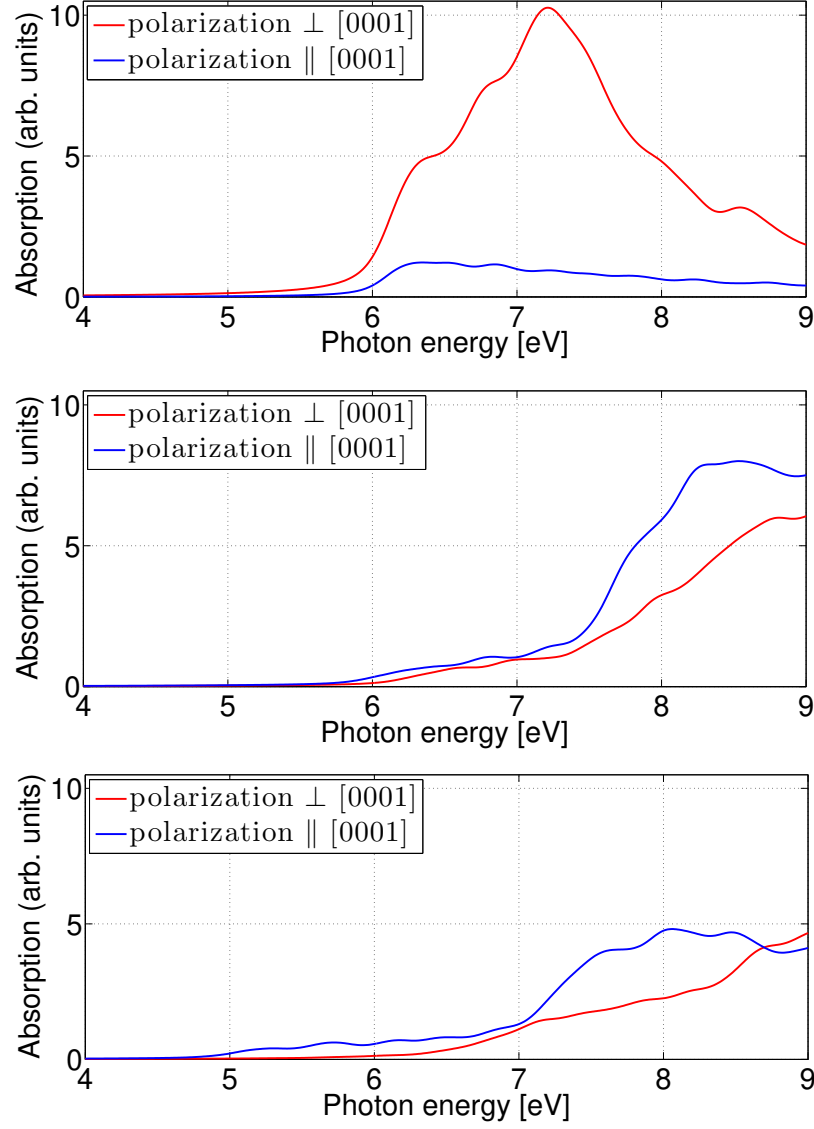 10
5
0
Absorption (arb. units)
polarization ⊥ [0001]
polarization ∥ [0001]
4 5 6 7 8 9
Photon energy [eV]
10
5
0
Absorption (arb. units)
polarization ⊥ [0001]
polarization ∥ [0001]
4 5 6 7 8 9
Photon energy [eV]
10
5
0
Absorption (arb. units)
polarization ⊥ [0001]
polarization ∥ [0001]
4 5 6 7 8 9
Photon energy [eV]